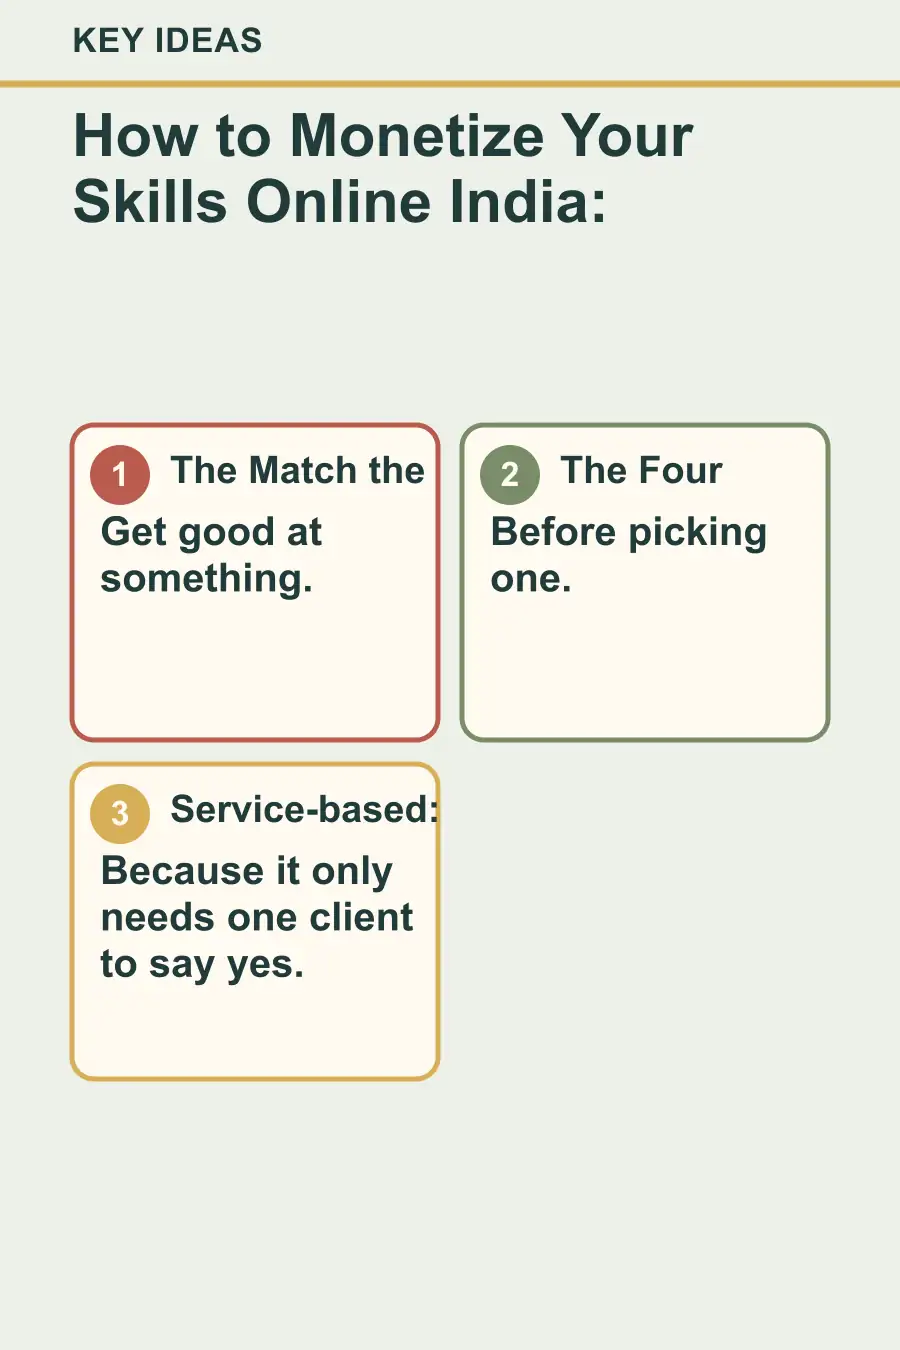 KEY IDEAS
How to Monetize Your
Skills Online India:
1 The Match the
Get good at
something.
2 The Four
Before picking
one.
3 Service-based:
Because it only
needs one client
to say yes.